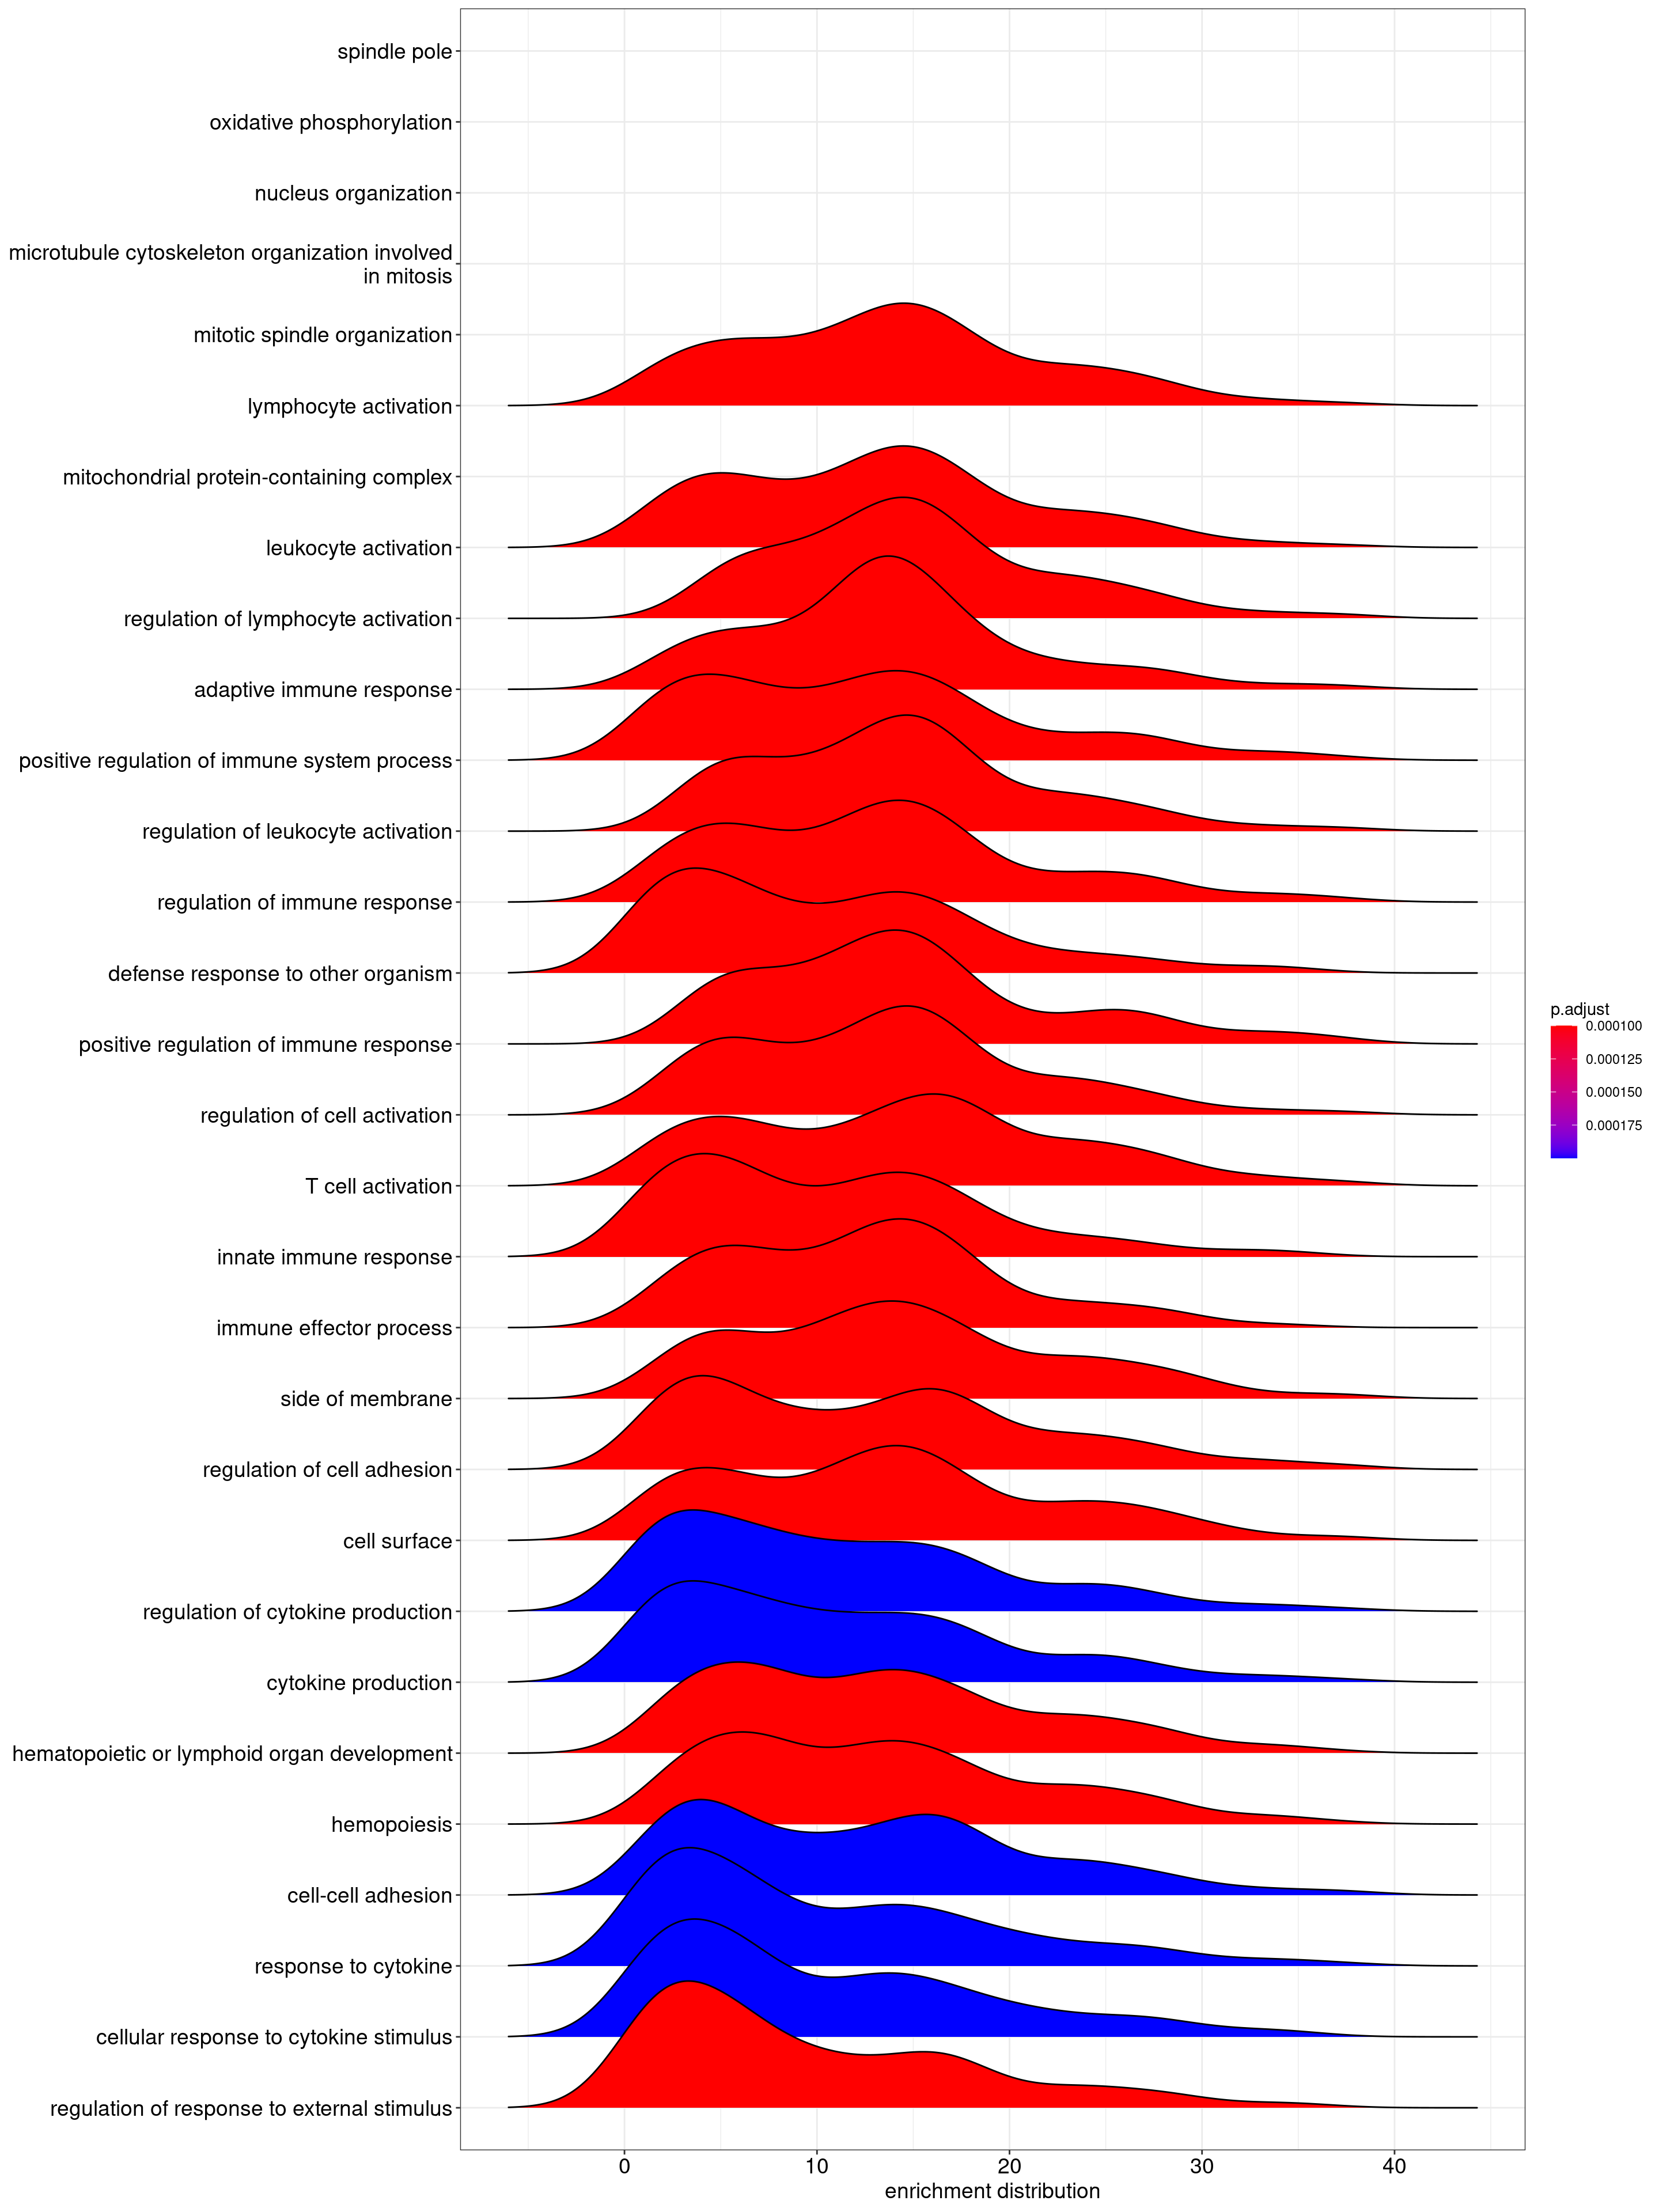 spindle pole
oxidative phosphorylation
nucleus organization
microtubule cytoskeleton organization involved
in mitosis
mitotic spindle organization
lymphocyte activation
mitochondrial protein-containing complex
leukocyte activation
regulation of lymphocyte activation
adaptive immune response
positive regulation of immune system process
regulation of leukocyte activation
regulation of immune response
defense response to other organism
positive regulation of immune response
regulation of cell activation
T cell activation
innate immune response
immune effector process
side of membrane
regulation of cell adhesion
cell surface
regulation of cytokine production
cytokine production
hematopoietic or lymphoid organ development
hemopoiesis
cell-cell adhesion
response to cytokine
cellular response to cytokine stimulus
regulation of response to external stimulus
0 10 20 30 40
enrichment distribution
p.adjust
0.000100
0.000125
0.000150
0.000175